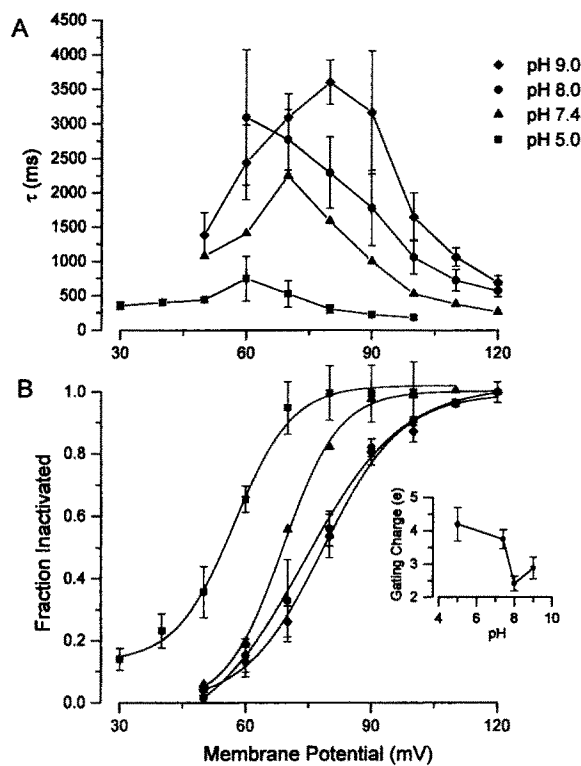 A
4500
4000
3500
3000
2500
2000
1500
1000
500
0
τ (ms)
30 60 90 120
pH 9.0
pH 8.0
pH 7.4
pH 5.0
B
1.0
0.8
0.6
0.4
0.2
0.0
Fraction Inactivated
30 60 90 120
Membrane Potential (mV)
5
4
3
2
Gating Charge (e)
4 6 8 10
pH